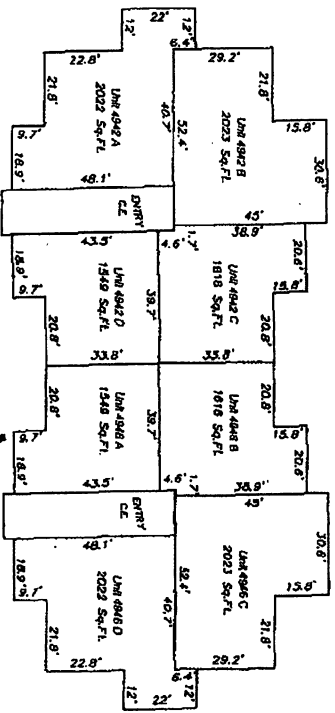 22'
12'
12'
6.4'
22.8'
29.2'
21.8'
Unit 4942 A
2022 Sq.Ft.
40.7'
52.4'
Unit 4942 B
2023 Sq.Ft.
21.8'
15.8'
9.7'
18.9'
30.6'
48.1'
ENTRY
C.E.
45'
43.5'
4.6'
1.7'
38.9'
18.9'
9.7'
20.6'
15.8'
Unit 4942 D
1549 Sq.Ft.
39.7'
Unit 4942 C
1616 Sq.Ft.
20.8'
20.8'
33.8'
33.8'
20.8'
Unit 4946 A
1549 Sq.Ft.
39.7'
Unit 4946 B
1616 Sq.Ft.
20.8'
9.7'
15.8'
18.9'
20.6'
43.5'
4.6'
1.7'
38.9'
ENTRY
C.E.
45'
48.1'
18.9'
9.7'
30.6'
15.8'
Unit 4946 D
2022 Sq.Ft.
52.4'
40.7'
Unit 4946 C
2023 Sq.Ft.
21.8'
21.8'
22.8'
29.2'
6.4'
12'
12'
22'